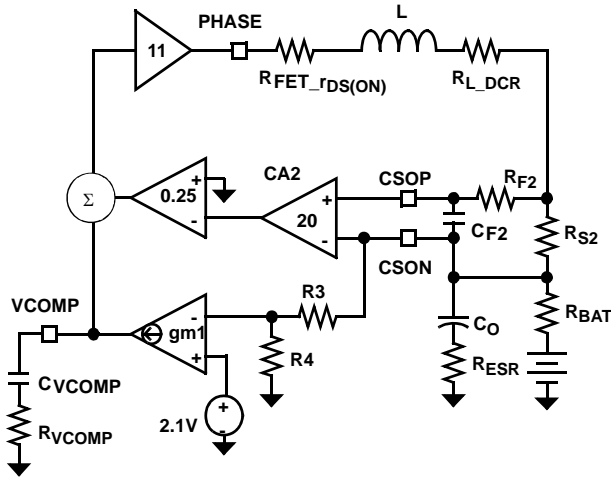 PHASE
L
11
RFET_rDS(ON)
RL_DCR
CA2
CSOP
RF2
Σ
0.25
+
-
20
+
-
CF2
RS2
CSON
VCOMP
R3
gm1
-
+
R4
CO
RBAT
RESR
CVCOMP
RVCOMP
2.1V
+
-